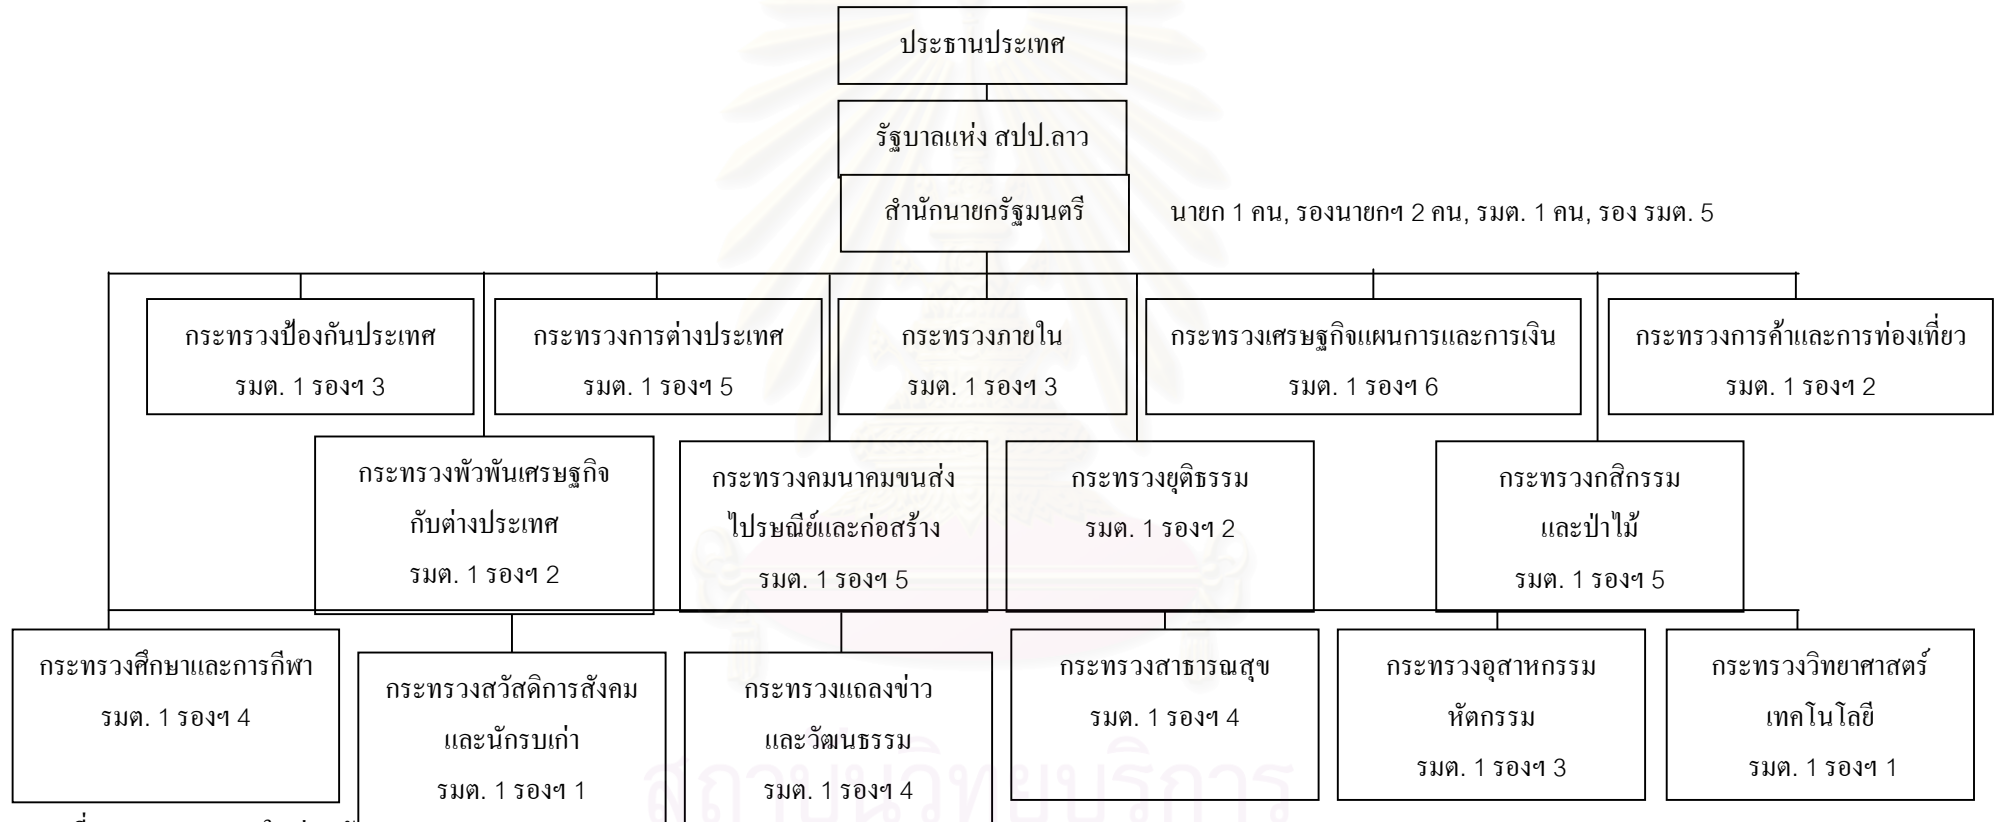 ประธานประเทศ
รัฐบาลแห่ง สปป.ลาว
สำนักนายกรัฐมนตรี
นายก 1 คน, รองนายกฯ 2 คน, รมต. 1 คน, รอง รมต. 5
กระทรวงป้องกันประเทศ
รมต. 1 รองฯ 3
กระทรวงการต่างประเทศ
รมต. 1 รองฯ 5
กระทรวงภายใน
รมต. 1 รองฯ 3
กระทรวงเศรษฐกิจแผนการและการเงิน
รมต. 1 รองฯ 6
กระทรวงการค้าและการท่องเที่ยว
รมต. 1 รองฯ 2
กระทรวงพัวพันเศรษฐกิจ
กับต่างประเทศ
รมต. 1 รองฯ 2
กระทรวงคมนาคมขนส่ง
ไปรษณีย์และก่อสร้าง
รมต. 1 รองฯ 5
กระทรวงยุติธรรม
รมต. 1 รองฯ 2
กระทรวงกสิกรรม
และป่าไม้
รมต. 1 รองฯ 5
กระทรวงศึกษาและการกีฬา
รมต. 1 รองฯ 4
กระทรวงสวัสดิการสังคม
และนักรบเก่า
รมต. 1 รองฯ 1
กระทรวงแถลงข่าว
และวัฒนธรรม
รมต. 1 รองฯ 4
กระทรวงสาธารณสุข
รมต. 1 รองฯ 4
กระทรวงอุสาหกรรม
หัตกรรม
รมต. 1 รองฯ 3
กระทรวงวิทยาศาสตร์
เทคโนโลยี
รมต. 1 รองฯ 1
สถาบันวิทยบริการ